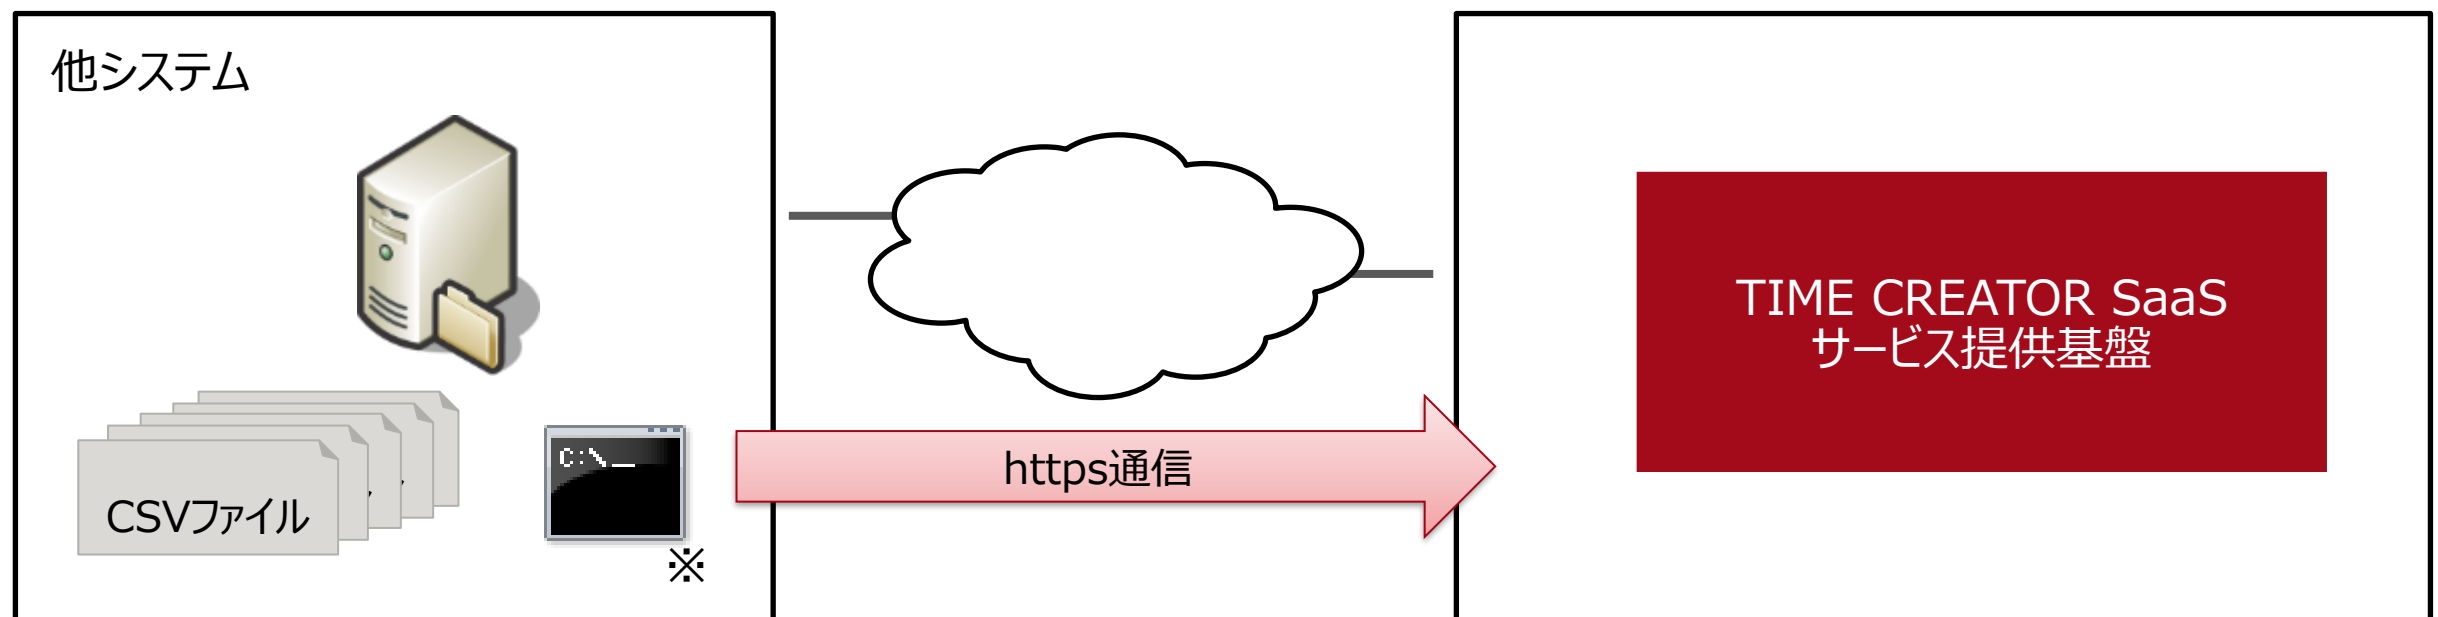 他システム
TIME CREATOR SaaS
サービス提供基盤
CSVファイル
C:\_
https通信
※